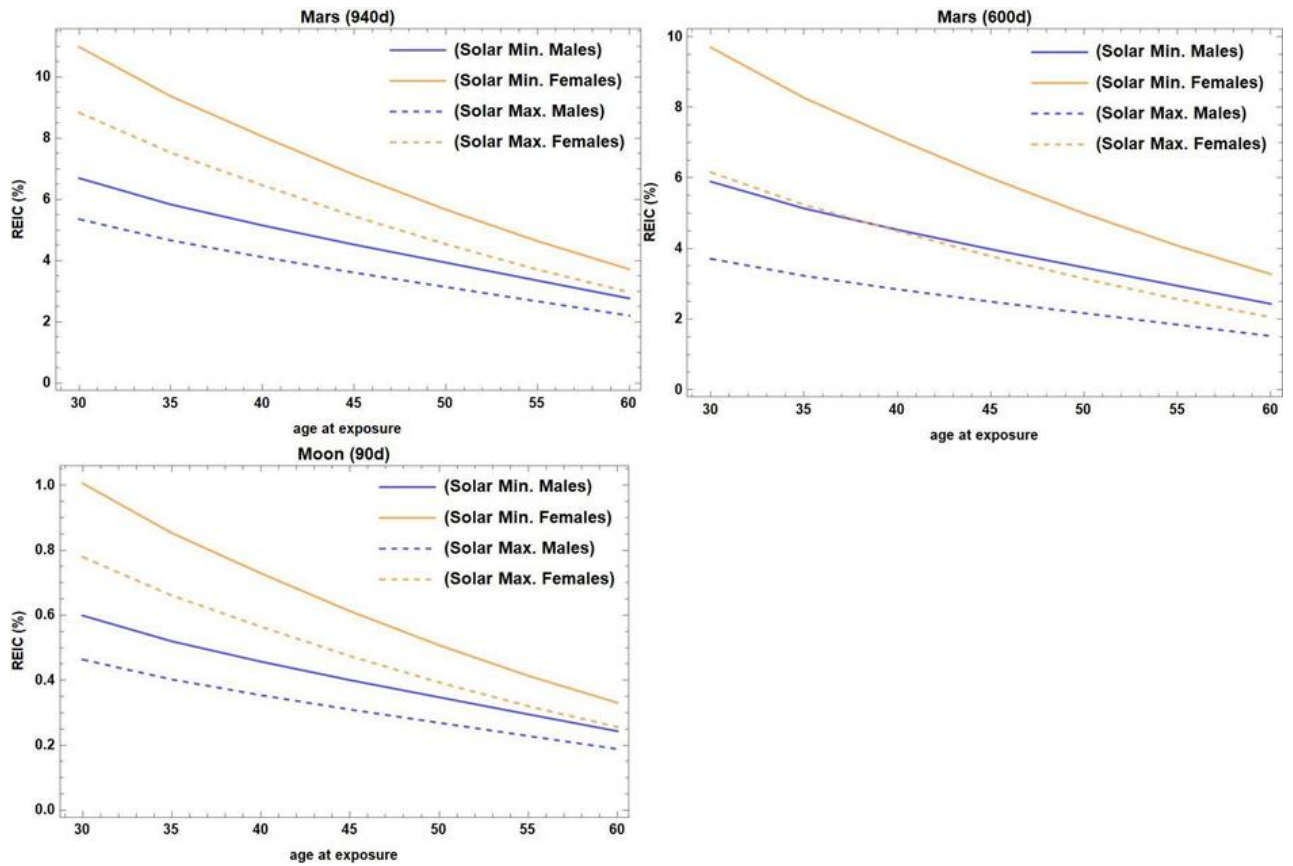 Mars (940d)
(Solar Min. Males)
(Solar Min. Females)
(Solar Max. Males)
(Solar Max. Females)
REIC (%)
10
8
6
4
2
0
30 35 40 45 50 55 60
age at exposure
Mars (600d)
(Solar Min. Males)
(Solar Min. Females)
(Solar Max. Males)
(Solar Max. Females)
REIC (%)
10
8
6
4
2
0
30 35 40 45 50 55 60
age at exposure
Moon (90d)
(Solar Min. Males)
(Solar Min. Females)
(Solar Max. Males)
(Solar Max. Females)
REIC (%)
1.0
0.8
0.6
0.4
0.2
0.0
30 35 40 45 50 55 60
age at exposure